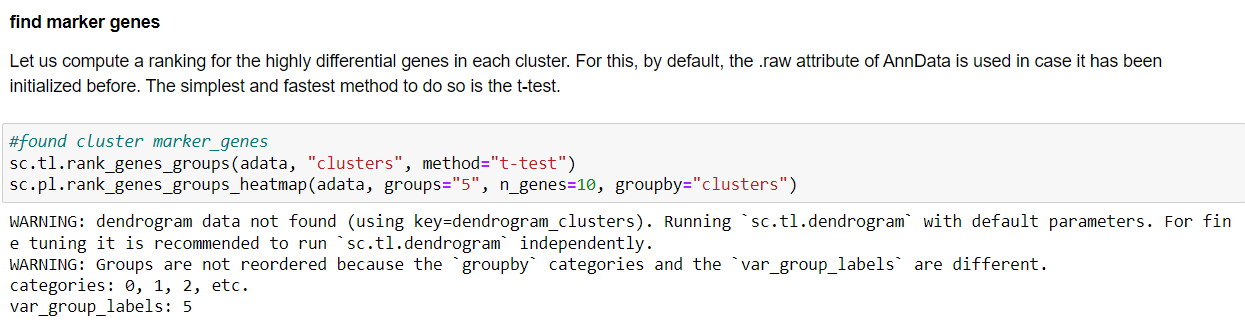 find marker genes
Let us compute a ranking for the highly differential genes in each cluster. For this, by default, the .raw attribute of AnnData is used in case it has been
initialized before. The simplest and fastest method to do so is the t-test.
#found cluster marker_genes
sc.tl.rank_genes_groups(adata, "clusters", method="t-test")
sc.pl.rank_genes_groups_heatmap(adata, groups="5", n_genes=10, groupby="clusters")
WARNING: dendrogram data not found (using key=dendrogram_clusters). Running `sc.tl.dendrogram` with default parameters. For fin
e tuning it is recommended to run `sc.tl.dendrogram` independently.
WARNING: Groups are not reordered because the `groupby` categories and the `var_group_labels` are different.
categories: 0, 1, 2, etc.
var_group_labels: 5